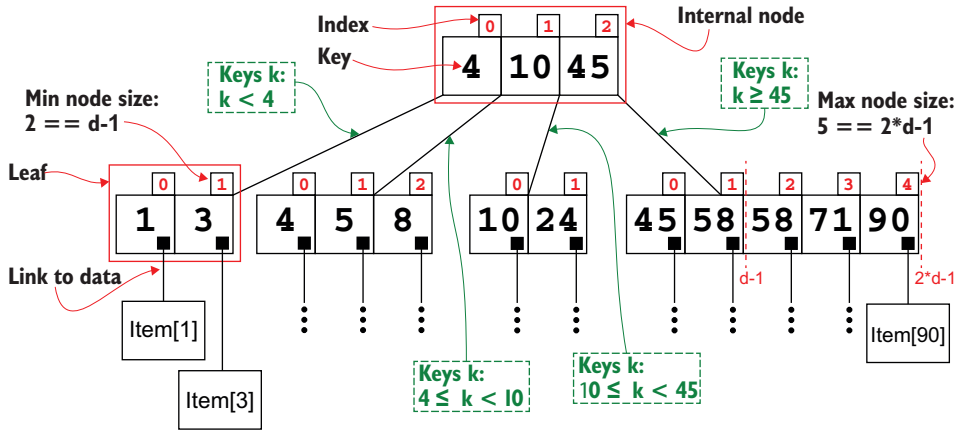 Index
0 1 2
Internal node
Key
4 10 45
Keys k:
k < 4
Keys k:
k ≥ 45
Min node size:
2 == d-1
Max node size:
5 == 2*d-1
Leaf
0 1
0 1 2
0 1
0 1 2 3 4
1 3
4 5 8
10 24
45 58 58 71 90
d-1
2*d-1
Link to data
Item[1]
Item[3]
Item[90]
Keys k:
4 ≤ k < 10
Keys k:
10 ≤ k < 45